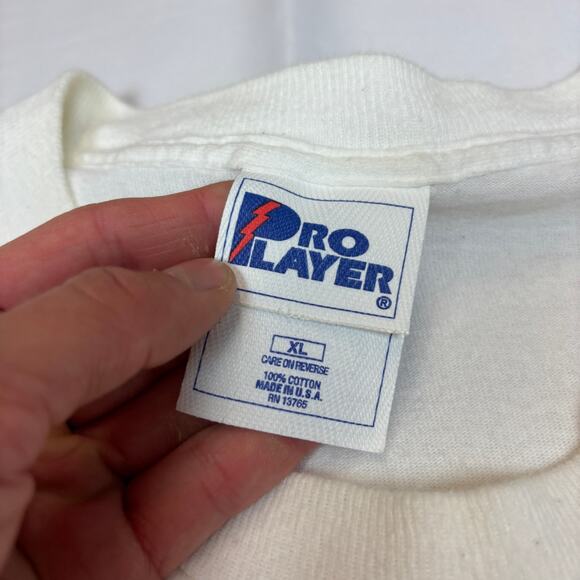 PRO
PLAYER®
XL
CARE ON REVERSE
100% COTTON
MADE IN U.S.A.
RN 13765